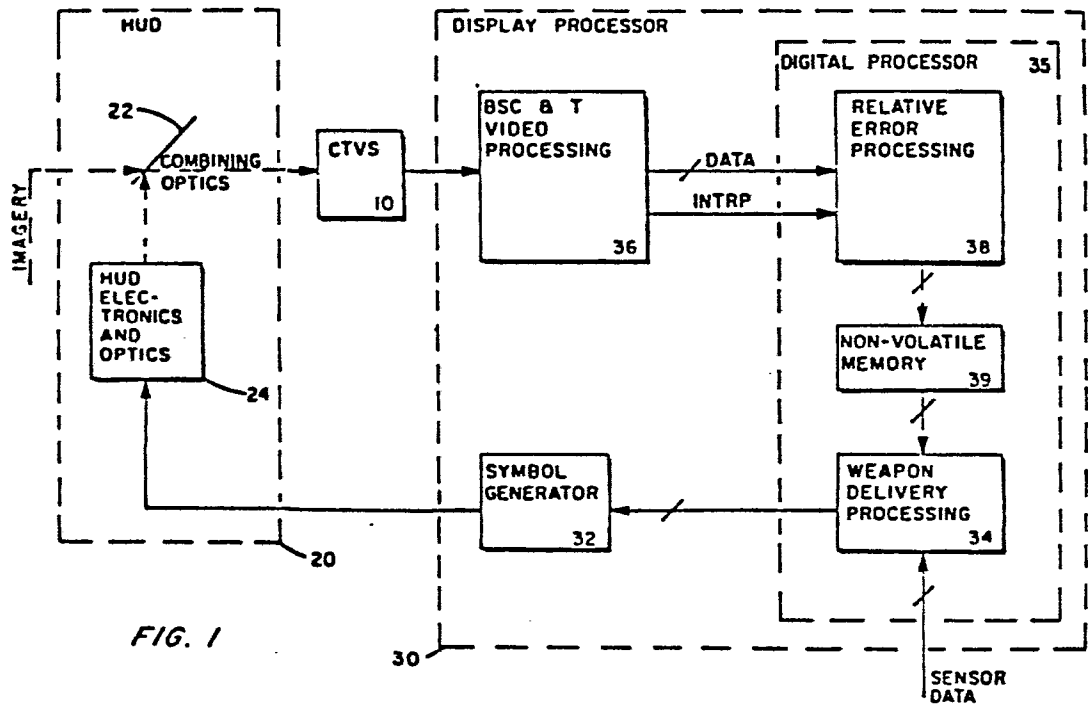 HUD
DISPLAY PROCESSOR
DIGITAL PROCESSOR 35
22
COMBINING
OPTICS
IMAGERY
CTVS
10
BSC & T
VIDEO
PROCESSING
36
DATA
INTRP
RELATIVE
ERROR
PROCESSING
38
HUD
ELEC-
TRONICS
AND
OPTICS
24
NON-VOLATILE
MEMORY
39
SYMBOL
GENERATOR
32
WEAPON
DELIVERY
PROCESSING
34
20
FIG. 1
30
SENSOR
DATA